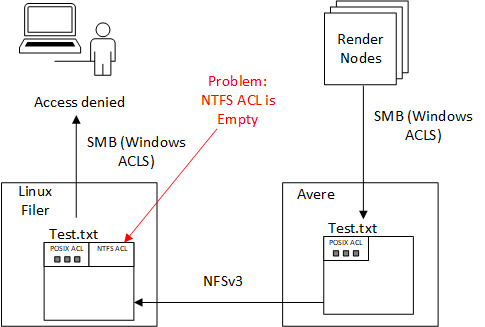 Render
Nodes
Problem:
NTFS ACL is
Empty
Access denied
SMB (Windows
ACLS)
SMB (Windows
ACLS)
Linux
Filer
Test.txt
POSIX ACL
NTFS ACL
Avere
Test.txt
POSIX ACL
NFSv3